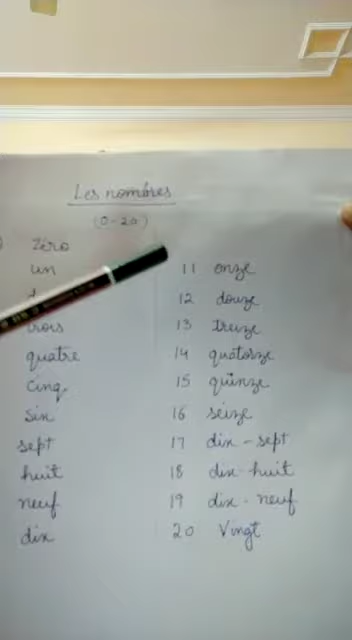 Les nombres
(0-20)
zéro
un
trois
quatre
cinq
six
sept
huit
neuf
dix
11 onze
12 douze
13 treize
14 quatorze
15 quinze
16 seize
17 dix-sept
18 dix-huit
19 dix-neuf
20 Vingt